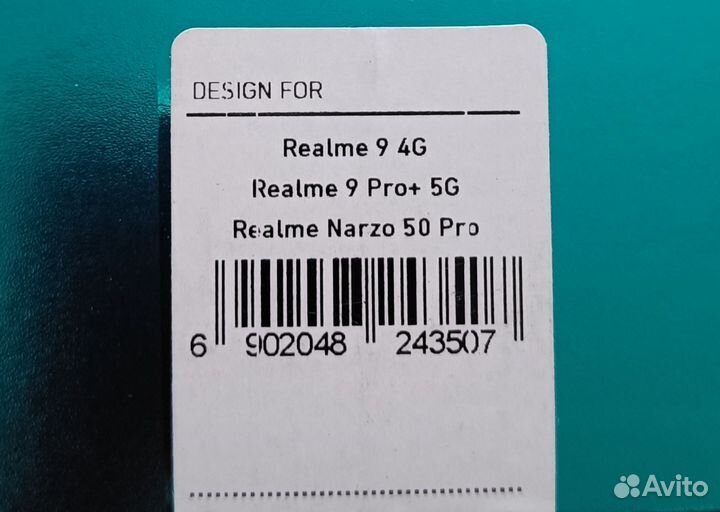 DESIGN FOR
Realme 9 4G
Realme 9 Pro+ 5G
Realme Narzo 50 Pro
6 902048 243507
Avito